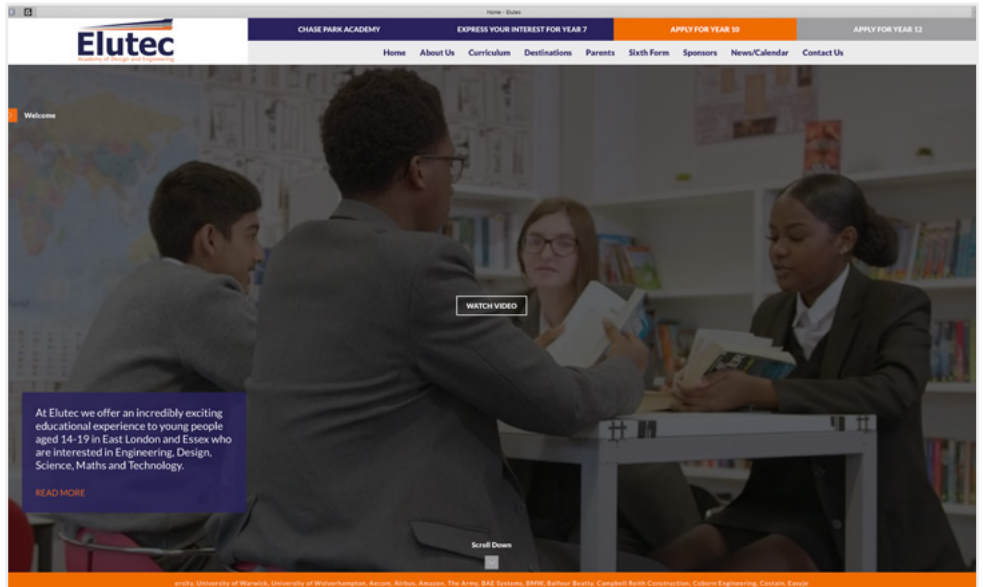 Home - Elutec
Elutec
Academy of Design and Engineering
CHASE PARK ACADEMY
EXPRESS YOUR INTEREST FOR YEAR 7
APPLY FOR YEAR 10
APPLY FOR YEAR 12
Home About Us Curriculum Destinations Parents Sixth Form Sponsors News/Calendar Contact Us
Welcome
WATCH VIDEO
At Elutec we offer an incredibly exciting
educational experience to young people
aged 14-19 in East London and Essex who
are interested in Engineering, Design,
Science, Maths and Technology.
READ MORE
Scroll Down
ersity, University of Warwick, University of Wolverhampton, Aecom, Airbus, Amazon, The Army, BAE Systems, BMW, Balfour Beatty, Campbell Reith Construction, Coborn Engineering, Costain,